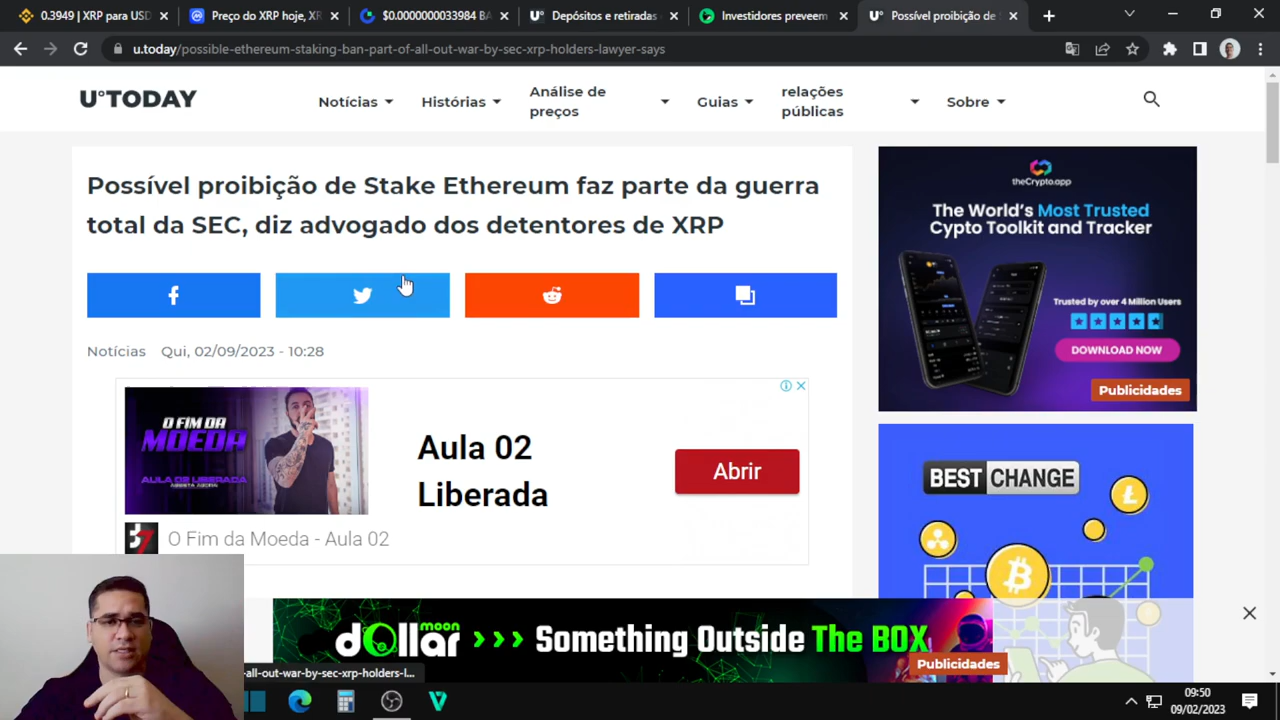 0.3949 | XRP para USD
Preço do XRP hoje, XR
$0.0000000033984 BA
Depósitos e retiradas
Investidores preveem
Possível proibição de S
u.today/possible-ethereum-staking-ban-part-of-all-out-war-by-sec-xrp-holders-lawyer-says
U°TODAY
Notícias
Histórias
Análise de
preços
Guias
relações
públicas
Sobre
Possível proibição de Stake Ethereum faz parte da guerra
total da SEC, diz advogado dos detentores de XRP
Notícias Qui, 02/09/2023 - 10:28
O FIM DA
MOEDA
AULA 02 LIBERADA
ASSISTA AGORA
Aula 02
Liberada
Abrir
O Fim da Moeda - Aula 02
theCrypto.app
The World's Most Trusted
Cypto Toolkit and Tracker
Trusted by over 4 Million Users
DOWNLOAD NOW
Publicidades
BEST CHANGE
dollar moon >>> Something Outside The BOX
Publicidades
-all-out-war-by-sec-xrp-holders-l...
09:50
09/02/2023